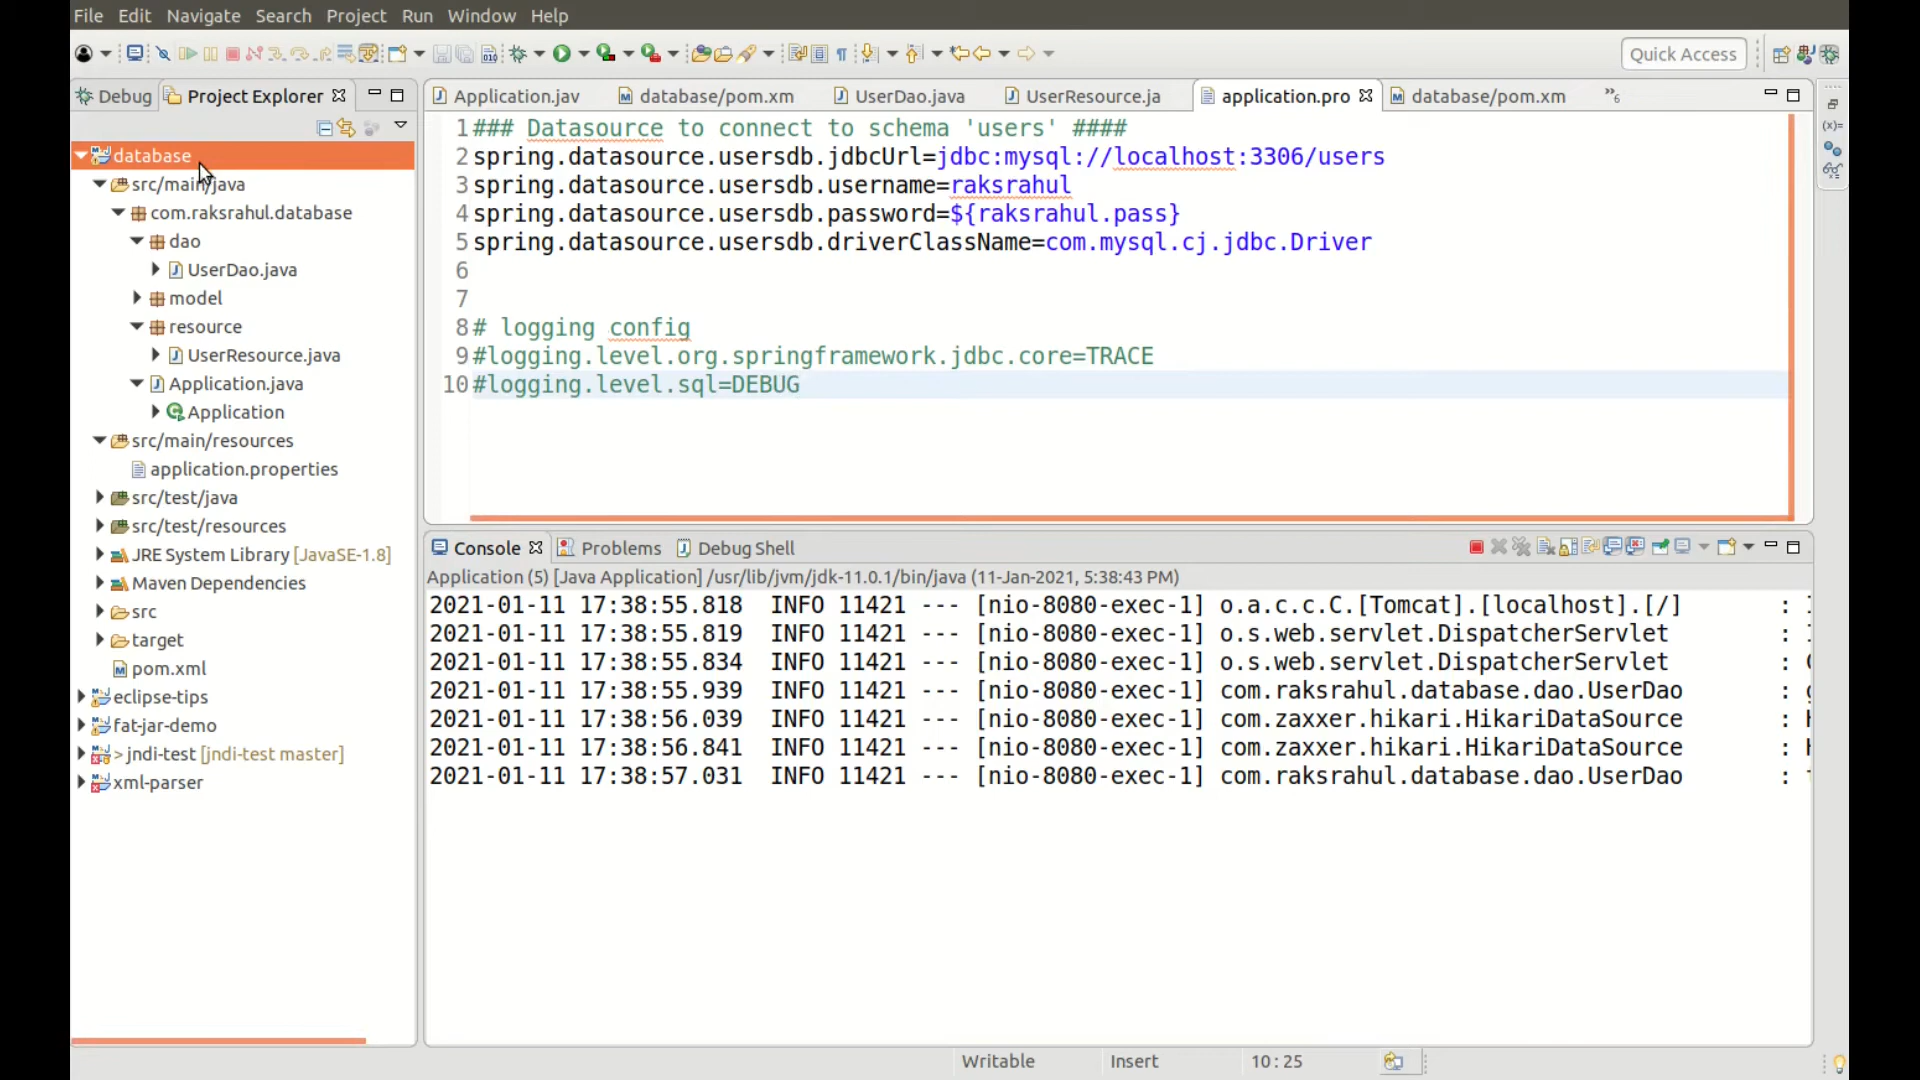 File Edit Navigate Search Project Run Window Help
Quick Access
Debug Project Explorer
database
src/main/java
com.raksrahul.database
dao
UserDao.java
model
resource
UserResource.java
Application.java
Application
src/main/resources
application.properties
src/test/java
src/test/resources
JRE System Library [JavaSE-1.8]
Maven Dependencies
src
target
pom.xml
eclipse-tips
fat-jar-demo
> jndi-test [jndi-test master]
xml-parser
Application.jav database/pom.xm UserDao.java UserResource.ja application.pro database/pom.xm »6
1 ### Datasource to connect to schema 'users' ####
2 spring.datasource.usersdb.jdbcUrl=jdbc:mysql://localhost:3306/users
3 spring.datasource.usersdb.username=raksrahul
4 spring.datasource.usersdb.password=${raksrahul.pass}
5 spring.datasource.usersdb.driverClassName=com.mysql.cj.jdbc.Driver
6
7
8 # logging config
9 #logging.level.org.springframework.jdbc.core=TRACE
10 #logging.level.sql=DEBUG
Console Problems Debug Shell
Application (5) [Java Application] /usr/lib/jvm/jdk-11.0.1/bin/java (11-Jan-2021, 5:38:43 PM)
2021-01-11 17:38:55.818 INFO 11421 --- [nio-8080-exec-1] o.a.c.c.C.[Tomcat].[localhost].[/] :
2021-01-11 17:38:55.819 INFO 11421 --- [nio-8080-exec-1] o.s.web.servlet.DispatcherServlet :
2021-01-11 17:38:55.834 INFO 11421 --- [nio-8080-exec-1] o.s.web.servlet.DispatcherServlet :
2021-01-11 17:38:55.939 INFO 11421 --- [nio-8080-exec-1] com.raksrahul.database.dao.UserDao :
2021-01-11 17:38:56.039 INFO 11421 --- [nio-8080-exec-1] com.zaxxer.hikari.HikariDataSource :
2021-01-11 17:38:56.841 INFO 11421 --- [nio-8080-exec-1] com.zaxxer.hikari.HikariDataSource :
2021-01-11 17:38:57.031 INFO 11421 --- [nio-8080-exec-1] com.raksrahul.database.dao.UserDao :
Writable Insert 10:25